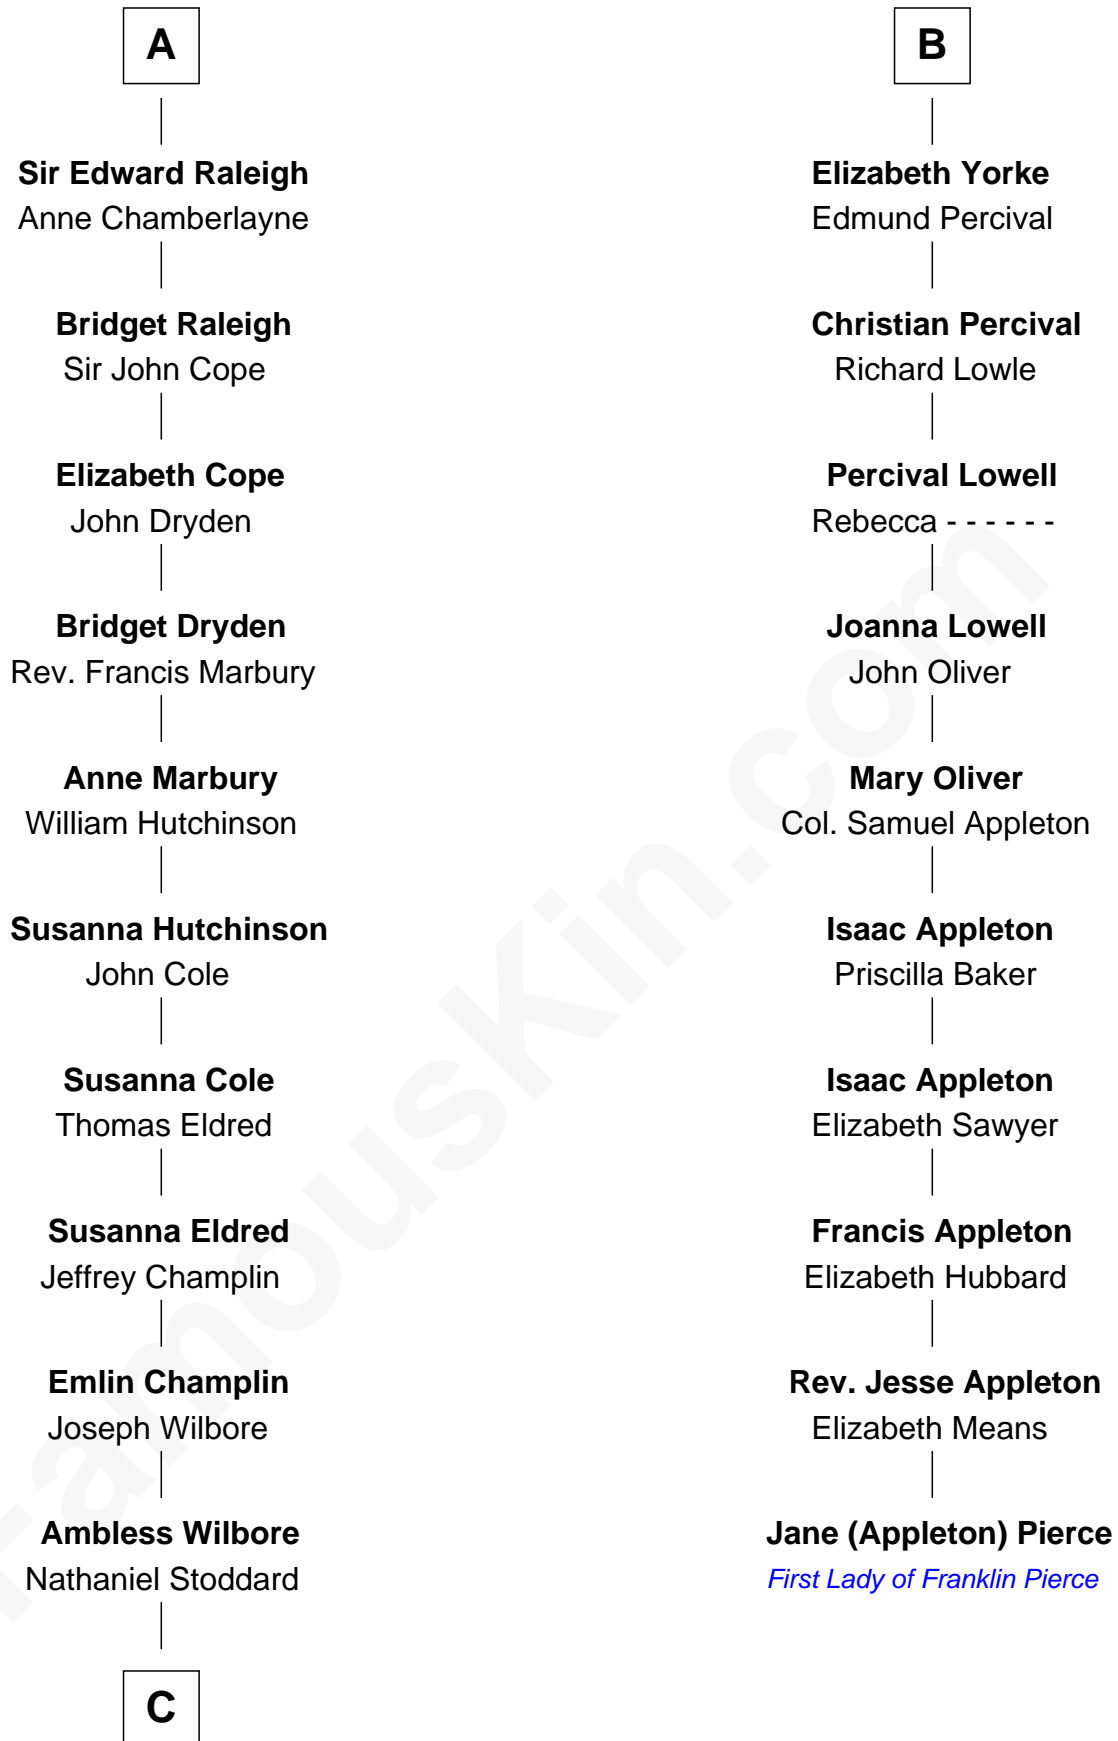 A
Sir Edward Raleigh
Anne Chamberlayne
Bridget Raleigh
Sir John Cope
Elizabeth Cope
John Dryden
Bridget Dryden
Rev. Francis Marbury
Anne Marbury
William Hutchinson
Susanna Hutchinson
John Cole
Susanna Cole
Thomas Eldred
Susanna Eldred
Jeffrey Champlin
Emlin Champlin
Joseph Wilbore
Ambless Wilbore
Nathaniel Stoddard
C
B
Elizabeth Yorke
Edmund Percival
Christian Percival
Richard Lowle
Percival Lowell
Rebecca - - - - - -
Joanna Lowell
John Oliver
Mary Oliver
Col. Samuel Appleton
Isaac Appleton
Priscilla Baker
Isaac Appleton
Elizabeth Sawyer
Francis Appleton
Elizabeth Hubbard
Rev. Jesse Appleton
Elizabeth Means
Jane (Appleton) Pierce
First Lady of Franklin Pierce
FamousKin.com